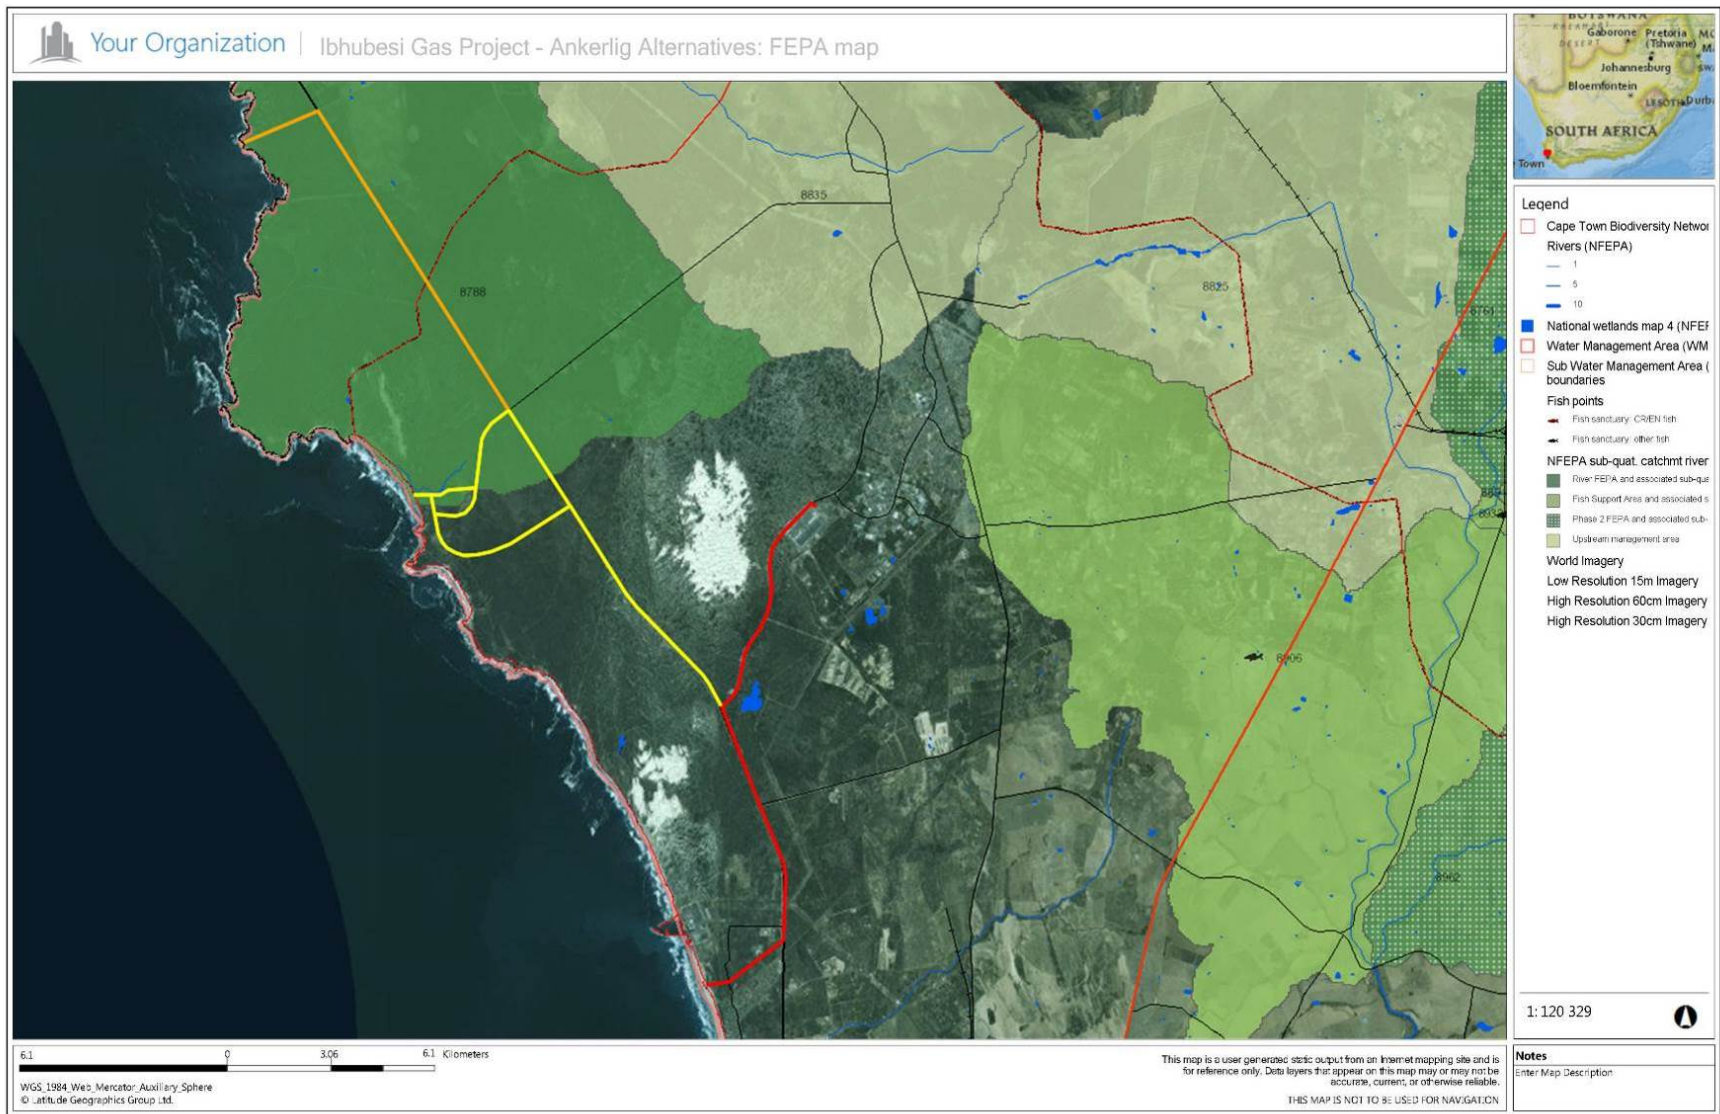 Your Organization
Ibhubesi Gas Project - Ankerlig Alternatives: FEPA map
BOTSWANA
KALAHARI
DESERT
Gaborone
Pretoria
(Tshwane)
Johannesburg
Bloemfontein
LESOTHO
Durb
SOUTH AFRICA
Town
8835
8788
8825
8761
8906
8962
Legend
Cape Town Biodiversity Networ
Rivers (NFEPA)
1
5
10
National wetlands map 4 (NFEF
Water Management Area (WM
Sub Water Management Area (
boundaries
Fish points
Fish sanctuary: CR/EN fish
Fish sanctuary: other fish
NFEPA sub-quat. catchmt river
River FEPA and associated sub-qua
Fish Support Area and associated s
Phase 2 FEPA and associated sub-
Upstream management area
World Imagery
Low Resolution 15m Imagery
High Resolution 60cm Imagery
High Resolution 30cm Imagery
1: 120 329
6.1 0 3.06 6.1 Kilometers
WGS_1984_Web_Mercator_Auxiliary_Sphere
© Latitude Geographics Group Ltd.
This map is a user generated static output from an Internet mapping site and is
for reference only. Data layers that appear on this map may or may not be
accurate, current, or otherwise reliable.
THIS MAP IS NOT TO BE USED FOR NAVIGATION
Notes
Enter Map Description